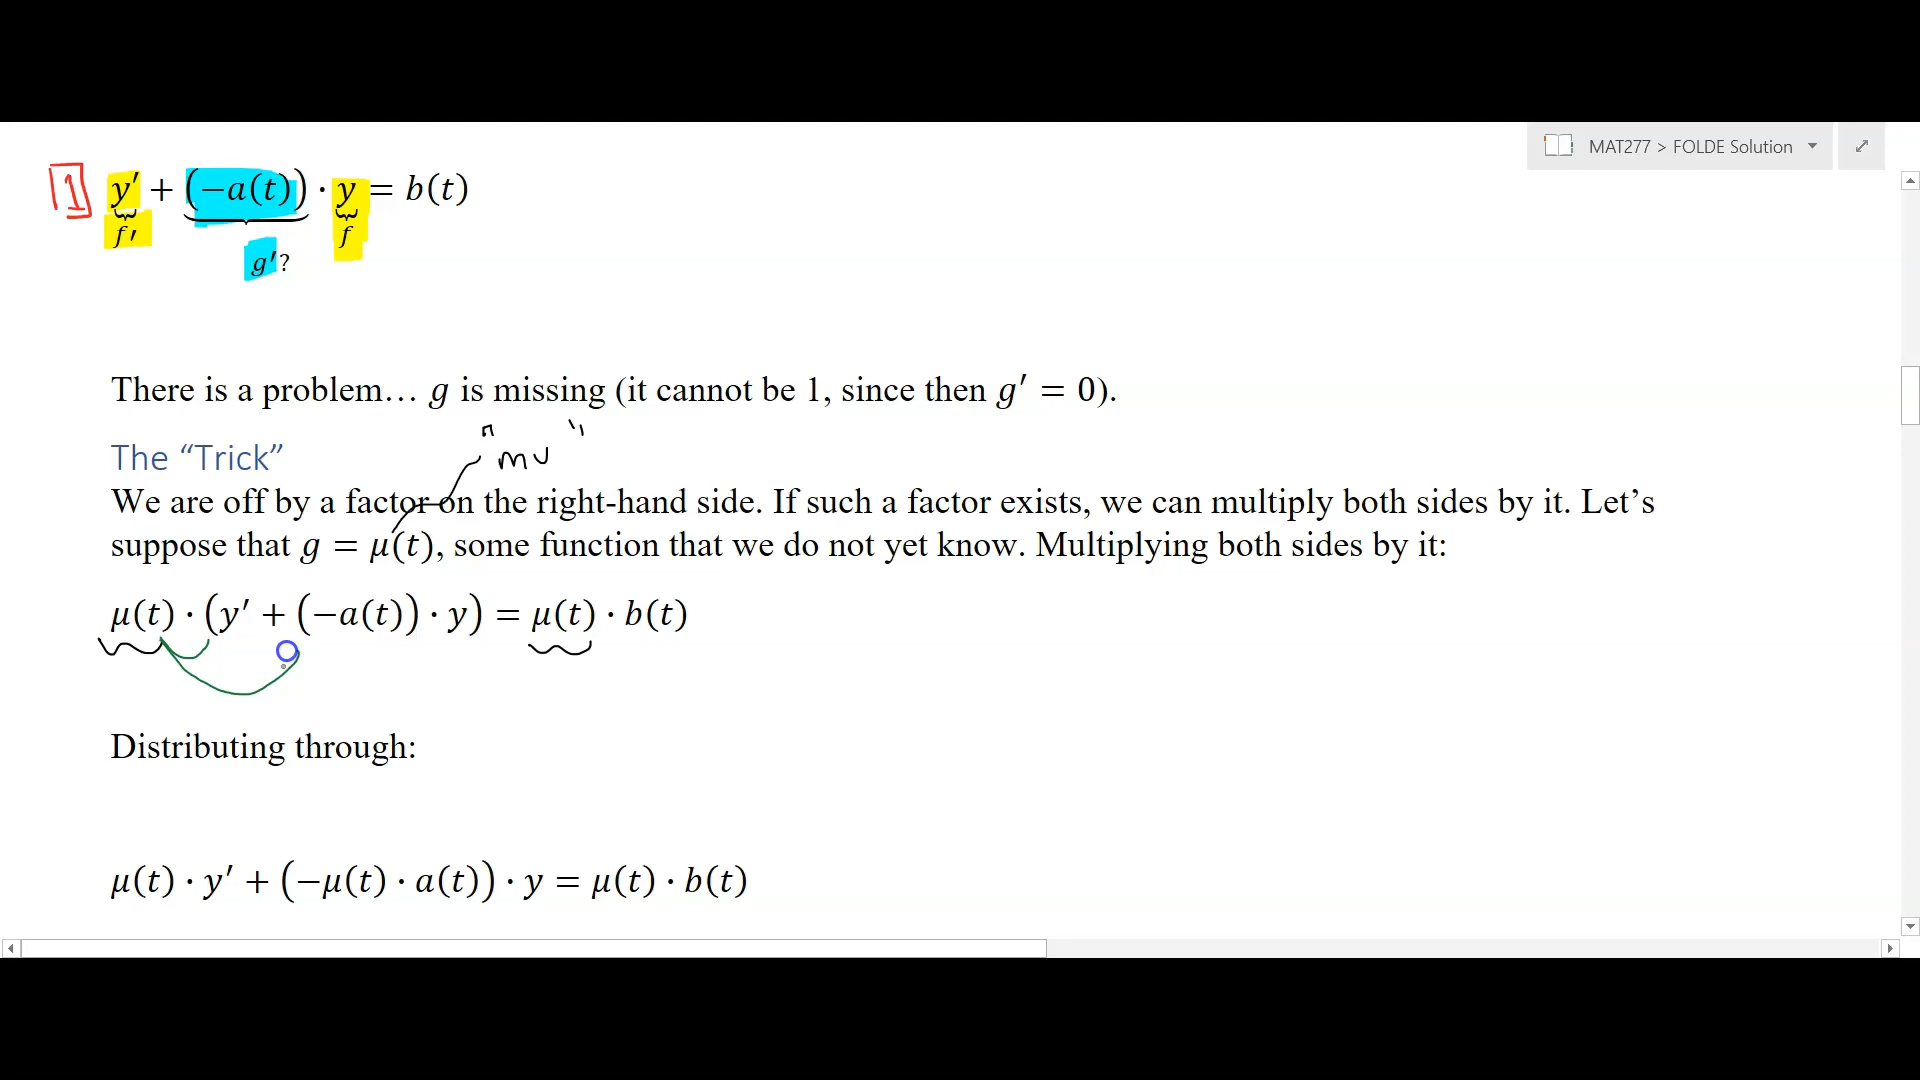 MAT277 > FOLDE Solution
1 y′ + (−a(t)) · y = b(t)
f′ f
g′?
There is a problem… g is missing (it cannot be 1, since then g′ = 0).
"mu"
The “Trick”
We are off by a factor on the right-hand side. If such a factor exists, we can multiply both sides by it. Let’s
suppose that g = μ(t), some function that we do not yet know. Multiplying both sides by it:
μ(t) · (y′ + (−a(t)) · y) = μ(t) · b(t)
Distributing through:
μ(t) · y′ + (−μ(t) · a(t)) · y = μ(t) · b(t)